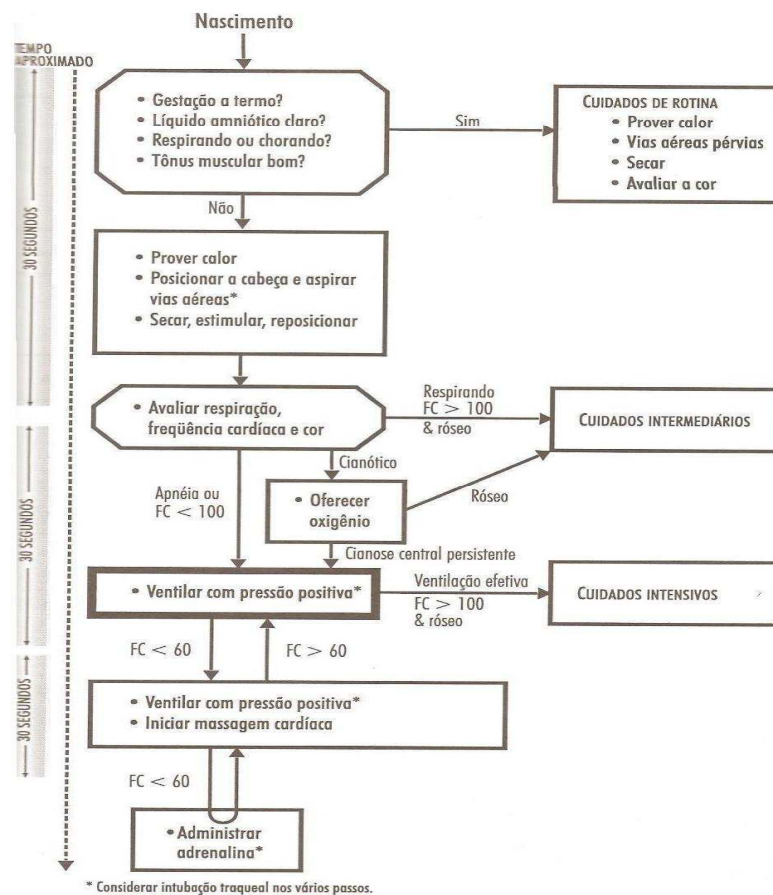 Nascimento
TEMPO
APROXIMADO
• Gestação a termo?
• Líquido amniótico claro?
• Respirando ou chorando?
• Tônus muscular bom?
Sim
CUIDADOS DE ROTINA
• Prover calor
• Vias aéreas pérvias
• Secar
• Avaliar a cor
Não
30 SEGUNDOS
• Prover calor
• Posicionar a cabeça e aspirar
vias aéreas*
• Secar, estimular, reposicionar
• Avaliar respiração,
freqüência cardíaca e cor
Respirando
FC > 100
& róseo
CUIDADOS INTERMEDIÁRIOS
Cianótico
Apnéia ou
FC < 100
• Oferecer
oxigênio
Róseo
30 SEGUNDOS
Cianose central persistente
• Ventilar com pressão positiva*
Ventilação efetiva
FC > 100
& róseo
CUIDADOS INTENSIVOS
FC < 60
FC > 60
30 SEGUNDOS
• Ventilar com pressão positiva*
• Iniciar massagem cardíaca
FC < 60
• Administrar
adrenalina*
* Considerar intubação traqueal nos vários passos.